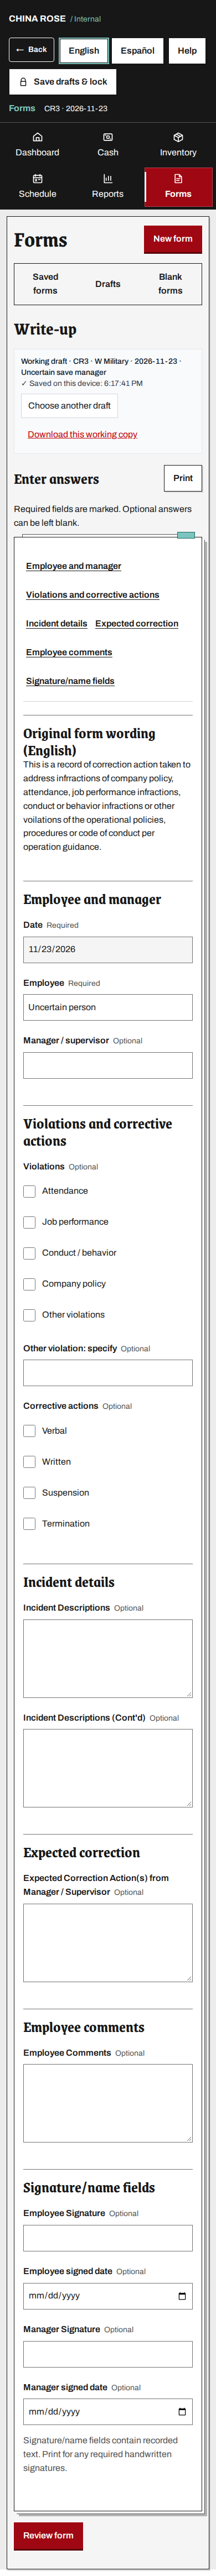 CHINA ROSE / Internal
← Back
English
Español
Help
Save drafts & lock
Forms CR3 · 2026-11-23
Dashboard
Cash
Inventory
Schedule
Reports
Forms
Forms
New form
Saved
forms
Drafts
Blank
forms
Write-up
Working draft · CR3 · W Military · 2026-11-23 ·
Uncertain save manager
✓ Saved on this device: 6:17:41 PM
Choose another draft
Download this working copy
Enter answers
Print
Required fields are marked. Optional answers
can be left blank.
Employee and manager
Violations and corrective actions
Incident details Expected correction
Employee comments
Signature/name fields
Original form wording
(English)
This is a record of correction action taken to
address infractions of company policy,
attendance, job performance infractions,
conduct or behavior infractions or other
voilations of the operational policies,
procedures or code of conduct per
operation guidance.
Employee and manager
Date Required
11/23/2026
Employee Required
Uncertain person
Manager / supervisor Optional
Violations and corrective
actions
Violations Optional
Attendance
Job performance
Conduct / behavior
Company policy
Other violations
Other violation: specify Optional
Corrective actions Optional
Verbal
Written
Suspension
Termination
Incident details
Incident Descriptions Optional
Incident Descriptions (Cont'd) Optional
Expected correction
Expected Correction Action(s) from
Manager / Supervisor Optional
Employee comments
Employee Comments Optional
Signature/name fields
Employee Signature Optional
Employee signed date Optional
mm/dd/yyyy
Manager Signature Optional
Manager signed date Optional
mm/dd/yyyy
Signature/name fields contain recorded
text. Print for any required handwritten
signatures.
Review form